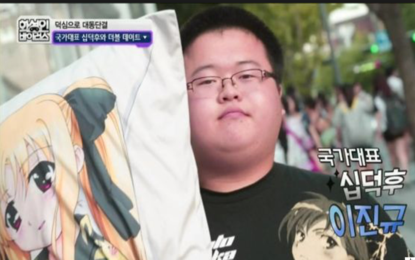 화성인
바이러스
덕심으로 대동단결
국가대표 십덕후와 더블 데이트 ▼
국가대표
십덕후
이진규